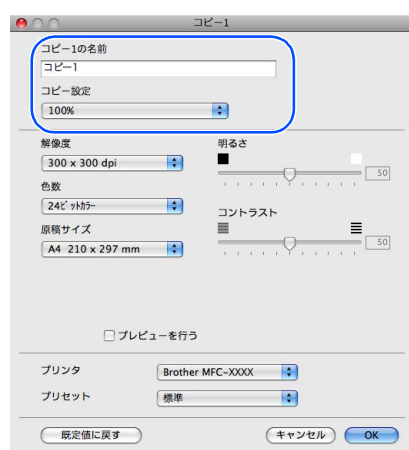 コピー1
コピー1の名前
コピー1
コピー設定
100%
解像度
300 x 300 dpi
色数
24ビットカラー
原稿サイズ
A4 210 x 297 mm
明るさ
50
コントラスト
50
プレビューを行う
プリンタ
Brother MFC-XXXX
プリセット
標準
既定値に戻す
キャンセル
OK